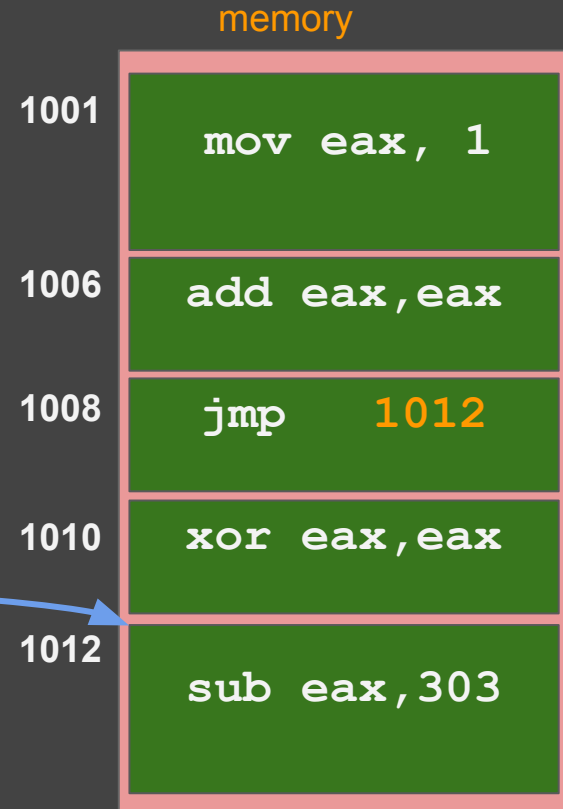 memory
1001
mov eax, 1
1006
add eax,eax
1008
jmp 1012
1010
xor eax,eax
1012
sub eax,303